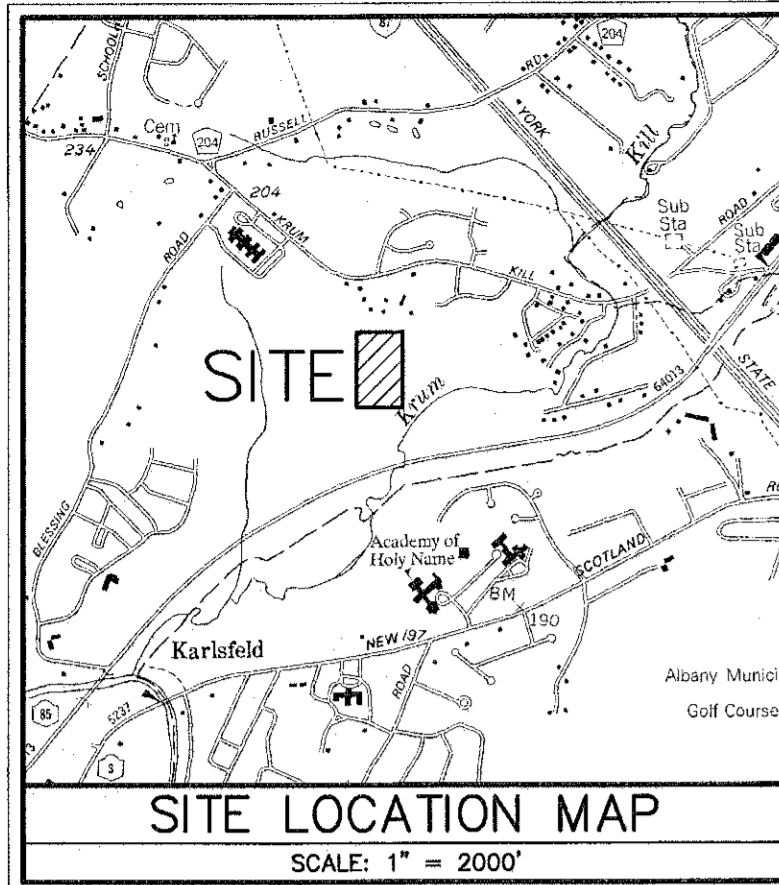 87
204
SCHOOL
RD
YORK
Kill
Cem
RUSSELL
204
234
204
KRUM
ROAD
Sub
Sta
ROAD
Sub
Sta
KILL
SITE
Krum
64013
STATE
BLESSING
Academy of
Holy Name
SCOTLAND
BM
190
NEW 197
Karlsfeld
ROAD
Albany Munici
Golf Course
85
5237
S
SITE LOCATION MAP
SCALE: 1" = 2000'